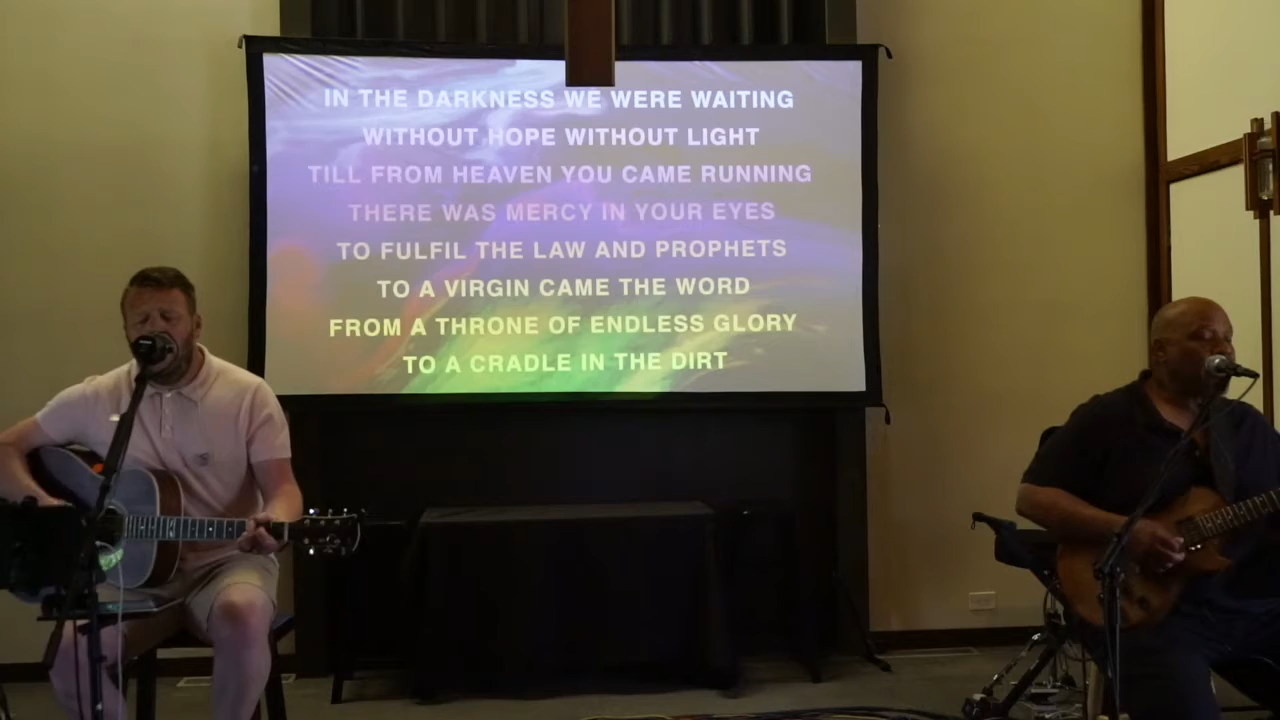 IN THE DARKNESS WE WERE WAITING
WITHOUT HOPE WITHOUT LIGHT
TILL FROM HEAVEN YOU CAME RUNNING
THERE WAS MERCY IN YOUR EYES
TO FULFIL THE LAW AND PROPHETS
TO A VIRGIN CAME THE WORD
FROM A THRONE OF ENDLESS GLORY
TO A CRADLE IN THE DIRT